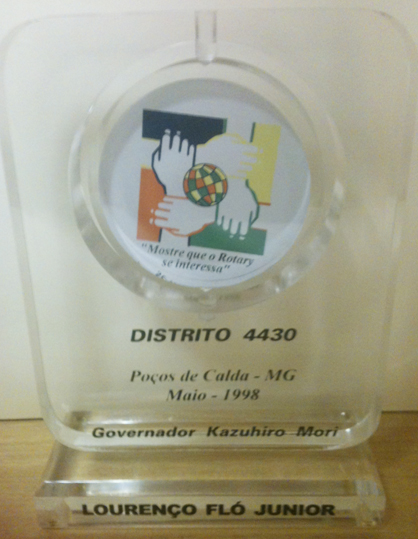 "Mostre que o Rotary
se interessa"
DISTRITO 4430
Poços de Calda - MG
Maio - 1998
Governador Kazuhiro Mori
LOURENÇO FLÓ JUNIOR